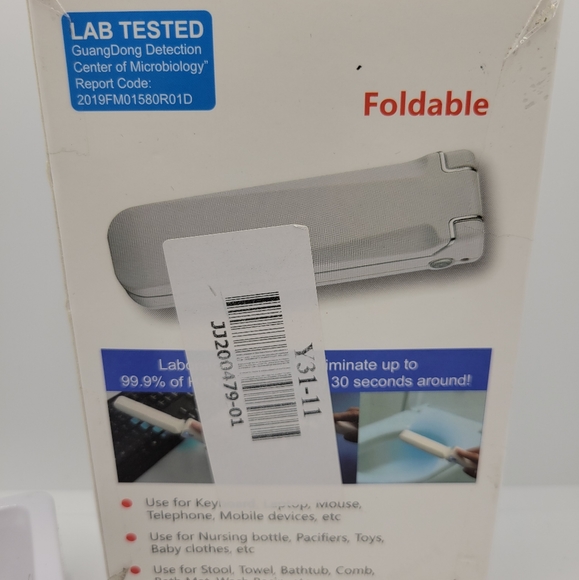 LAB TESTED
GuangDong Detection
Center of Microbiology"
Report Code:
2019FM01580R01D
Foldable
JJ200479-01
Y31-11
iminate up to
99.9% of
30 seconds around!
Use for Laptop, Mouse,
Telephone, Mobile devices, etc
Use for Nursing bottle, Pacifiers, Toys,
Baby clothes, etc
Use for Stool, Towel, Bathtub, Comb,